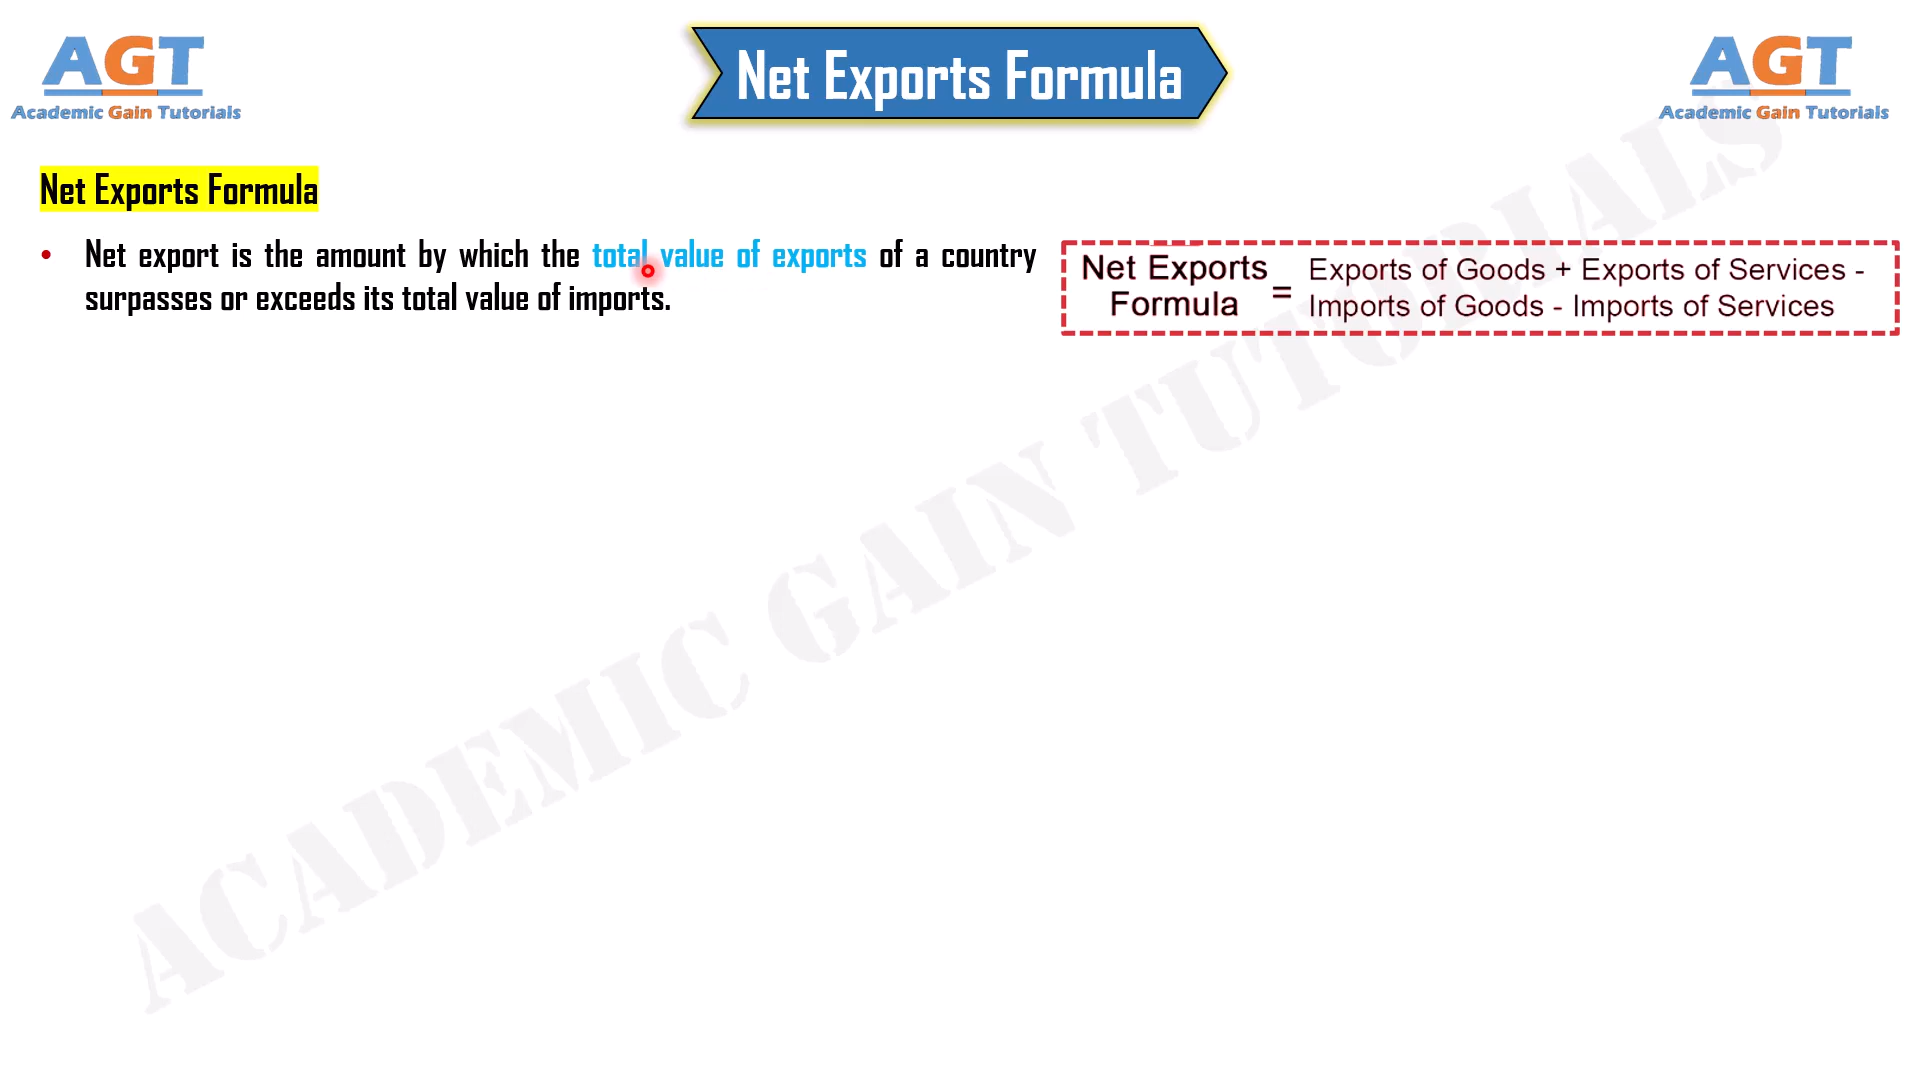 AGT
Academic Gain Tutorials
Net Exports Formula
AGT
Academic Gain Tutorials
Net Exports Formula
• Net export is the amount by which the total value of exports of a country
surpasses or exceeds its total value of imports.
Net Exports Formula = Exports of Goods + Exports of Services -
Imports of Goods - Imports of Services
ACADEMIC GAIN TUTORIALS